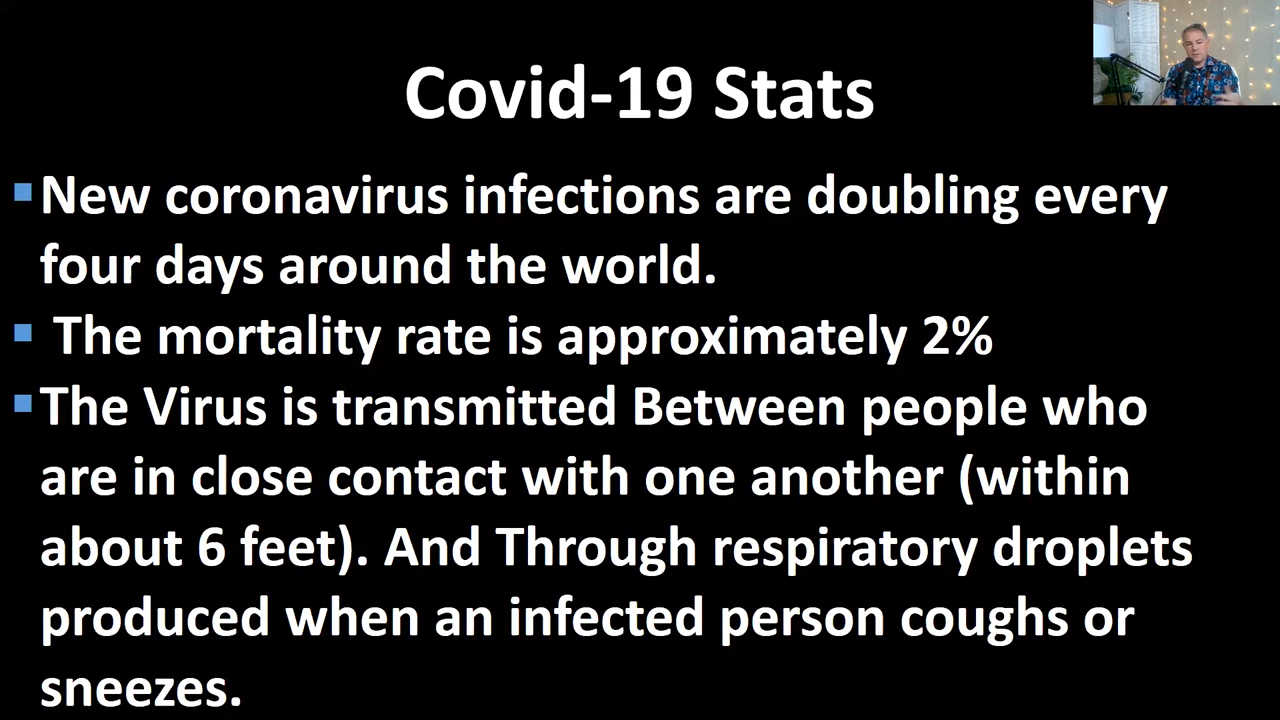 Covid-19 Stats
▪New coronavirus infections are doubling every
four days around the world.
▪ The mortality rate is approximately 2%
▪The Virus is transmitted Between people who
are in close contact with one another (within
about 6 feet). And Through respiratory droplets
produced when an infected person coughs or
sneezes.